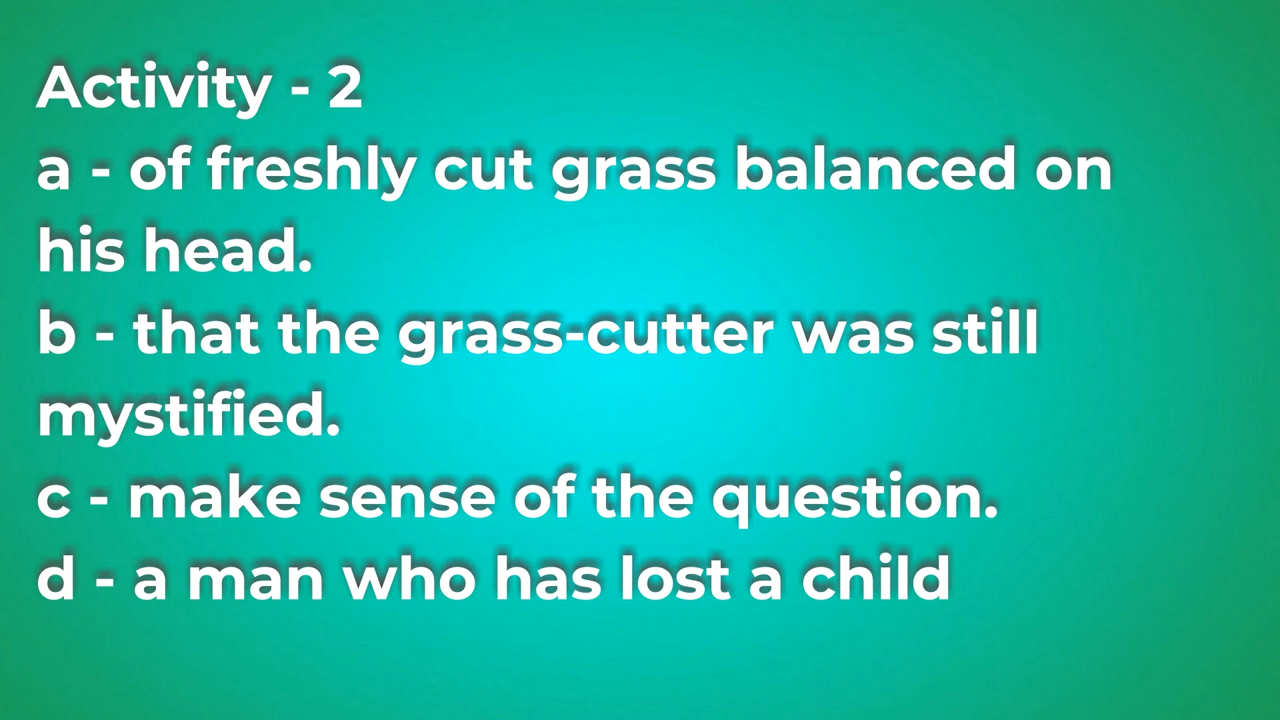 Activity - 2
a - of freshly cut grass balanced on
his head.
b - that the grass-cutter was still
mystified.
c - make sense of the question.
d - a man who has lost a child